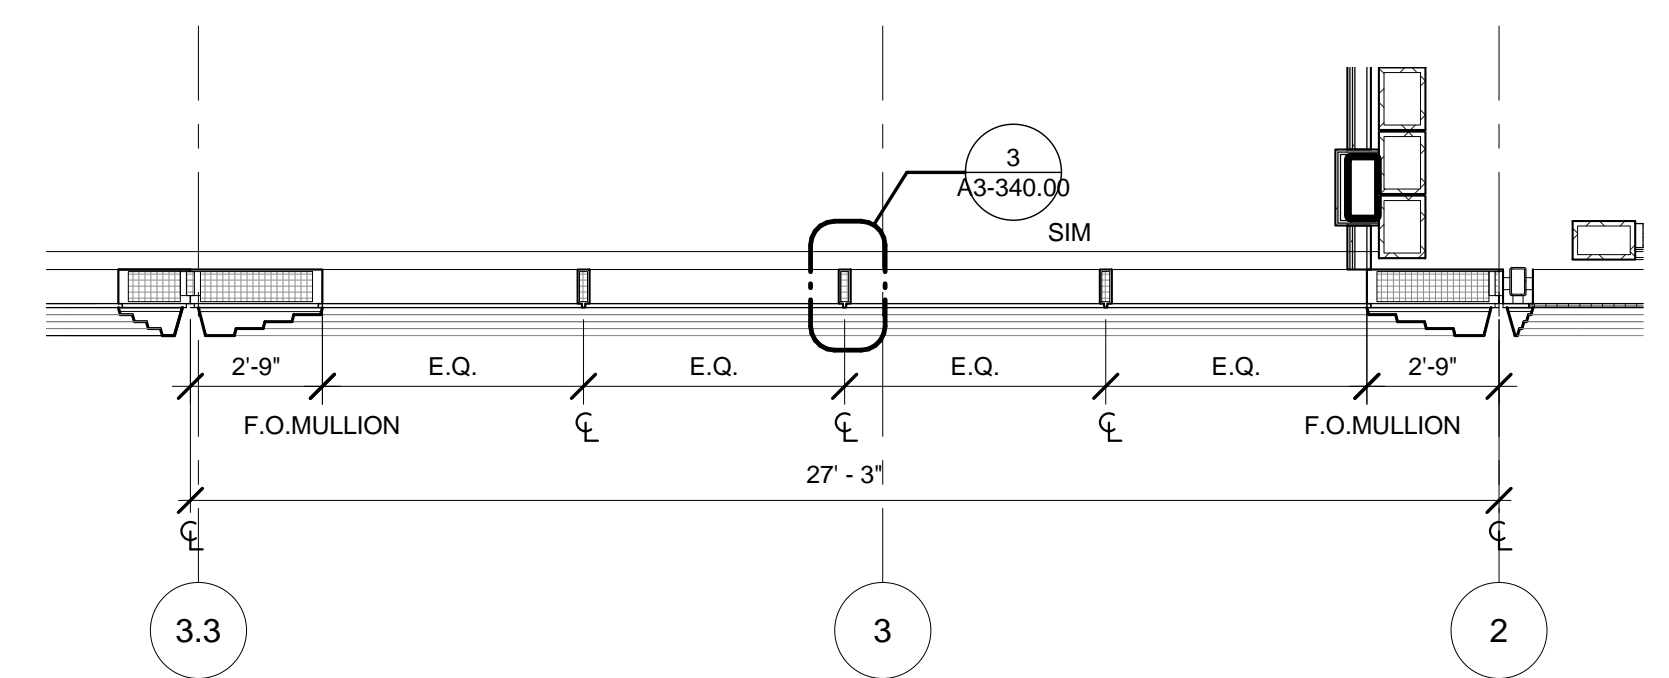 3
A3-340.00
SIM
2'-9" E.Q. E.Q. E.Q. E.Q. 2'-9"
F.O.MULLION ℄ ℄ ℄ F.O.MULLION
27' - 3"
℄ ℄
3.3 3 2